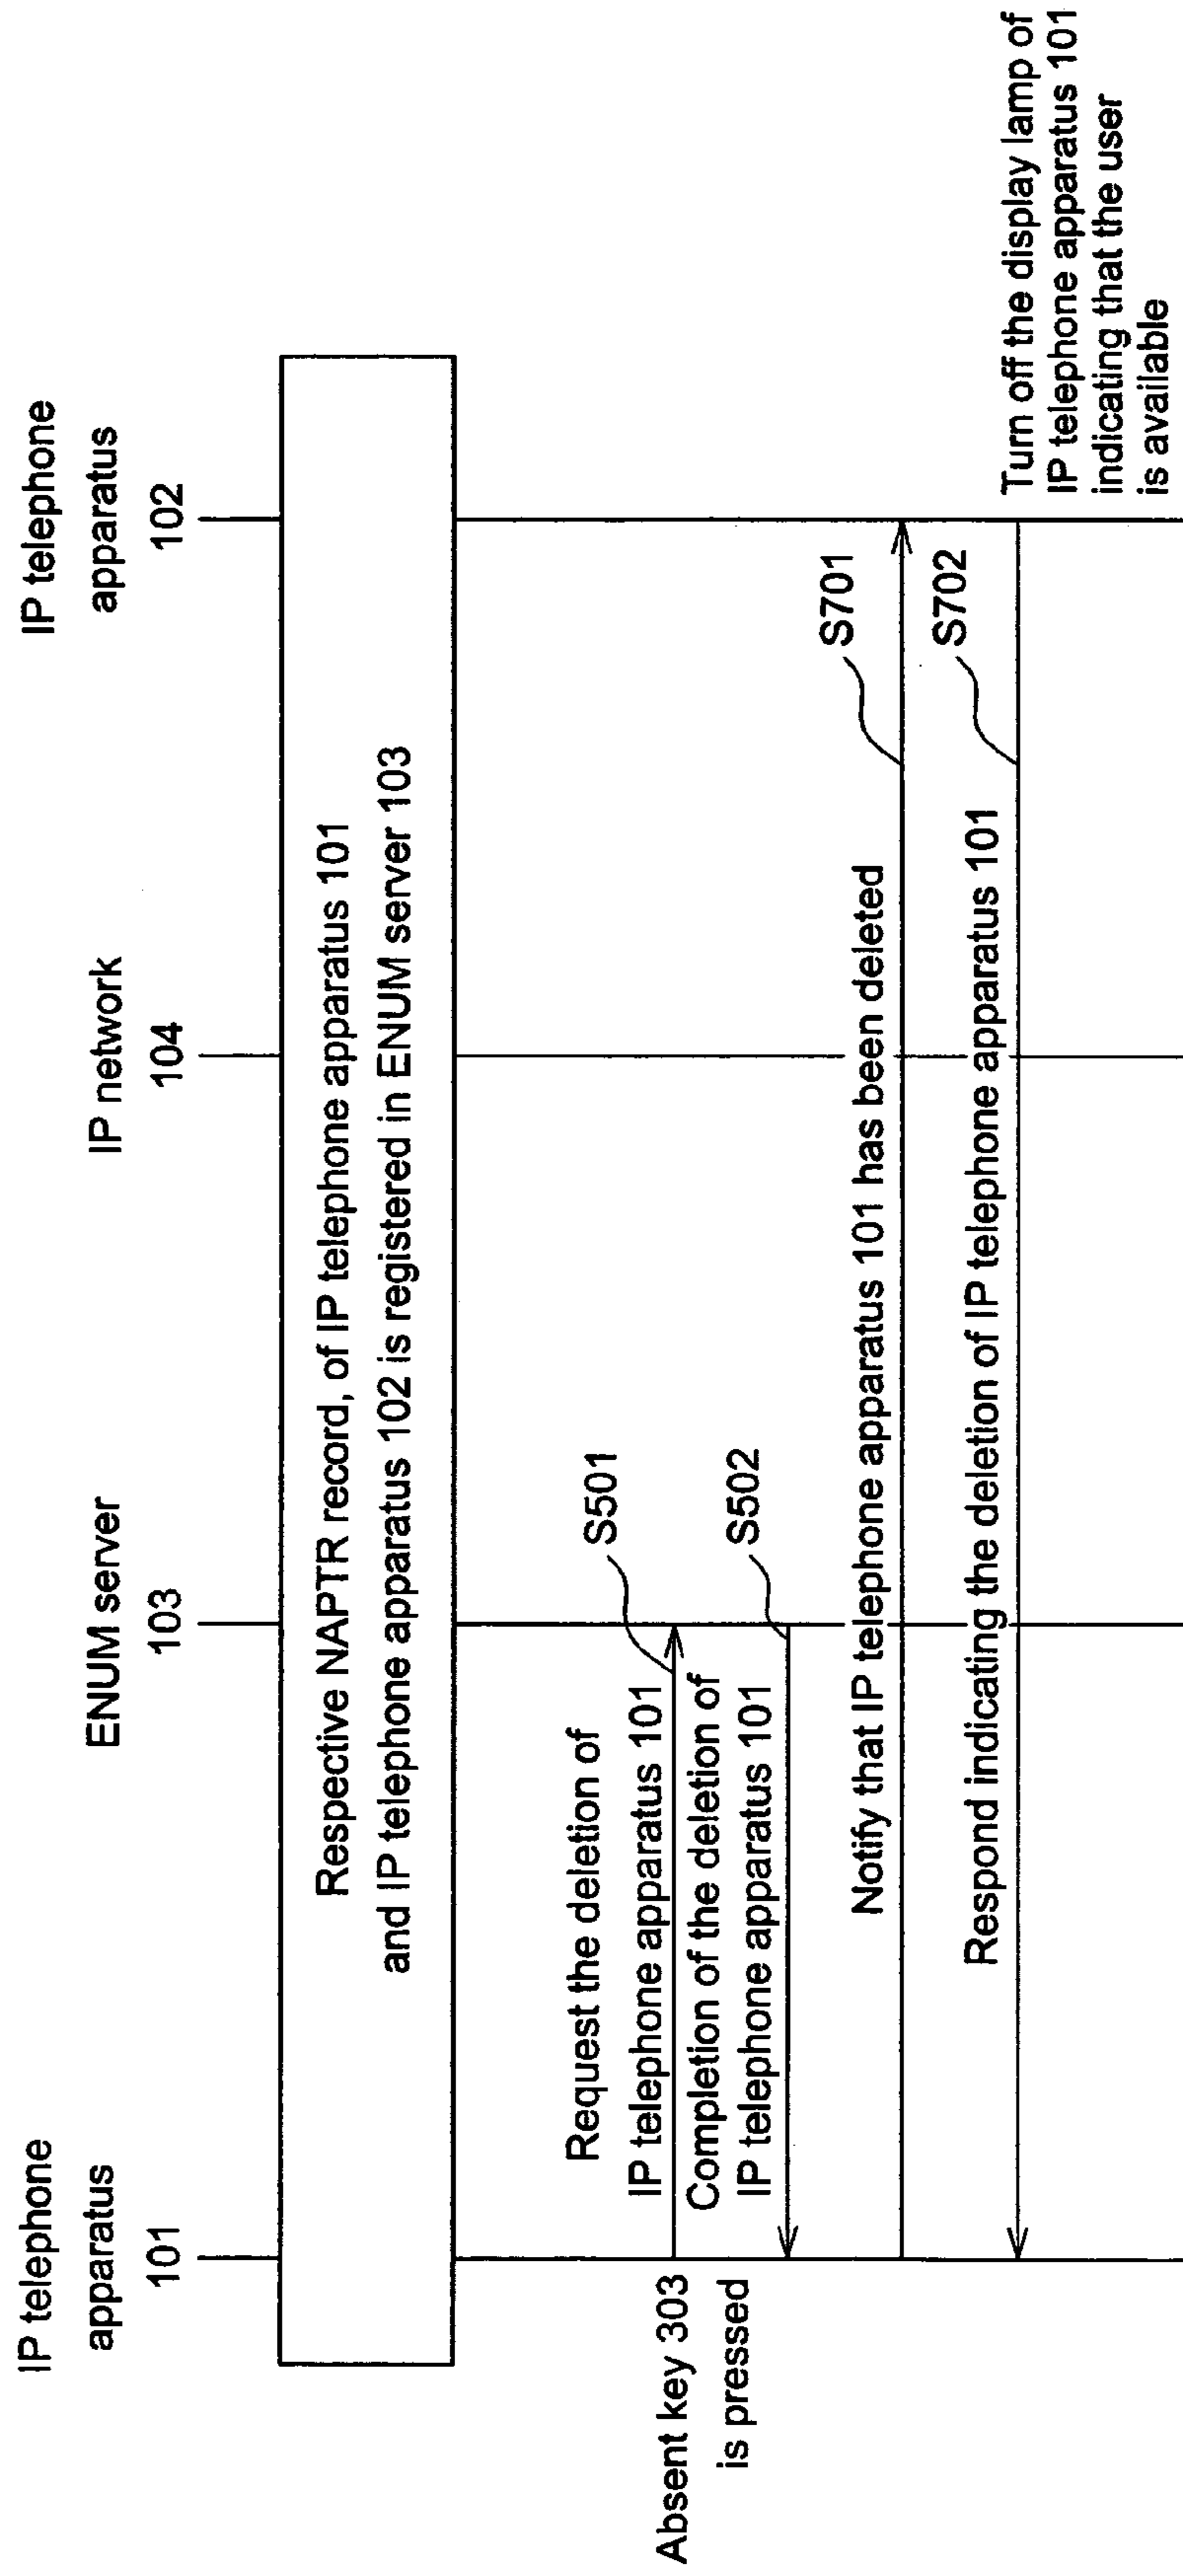 IP telephone
apparatus
101
ENUM server
103
IP network
104
IP telephone
apparatus
102
Respective NAPTR record, of IP telephone apparatus 101
and IP telephone apparatus 102 is registered in ENUM server 103
Absent key 303
is pressed
Request the deletion of
IP telephone apparatus 101
S501
Completion of the deletion of
IP telephone apparatus 101
S502
Notify that IP telephone apparatus 101 has been deleted
S701
Respond indicating the deletion of IP telephone apparatus 101
S702
Turn off the display lamp of
IP telephone apparatus 101
indicating that the user
is available